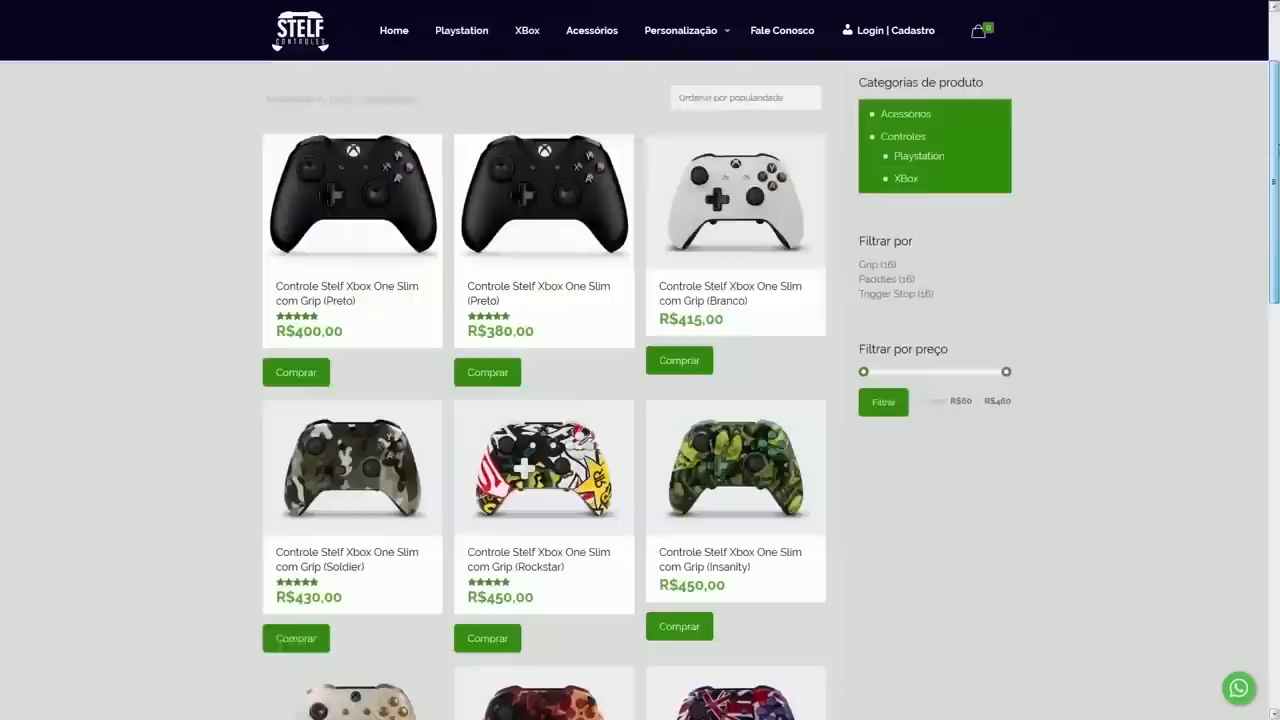 STELF
CONTROLES
Home
Playstation
XBox
Acessórios
Personalização
Fale Conosco
Login | Cadastro
0
Ordenar por popularidade
Categorias de produto
Acessórios
Controles
Playstation
XBox
Controle Stelf Xbox One Slim
com Grip (Preto)
R$400,00
Comprar
Controle Stelf Xbox One Slim
(Preto)
R$380,00
Comprar
Controle Stelf Xbox One Slim
com Grip (Branco)
R$415,00
Comprar
Filtrar por
Grip (16)
Paddles (16)
Trigger Stop (16)
Filtrar por preço
Filtrar
R$60
R$460
Controle Stelf Xbox One Slim
com Grip (Soldier)
R$430,00
Comprar
Controle Stelf Xbox One Slim
com Grip (Rockstar)
R$450,00
Comprar
Controle Stelf Xbox One Slim
com Grip (Insanity)
R$450,00
Comprar